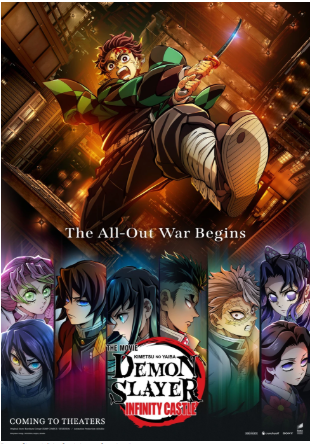 The All-Out War Begins
THE MOVIE
KIMETSU NO YAIBA
DEMON
SLAYER
INFINITY CASTLE
COMING TO THEATERS